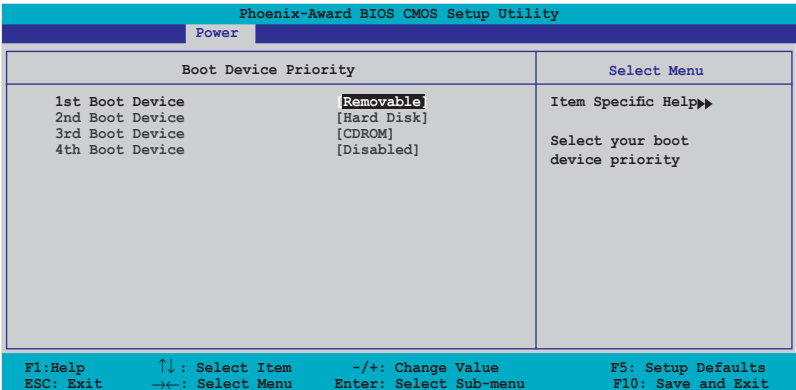 Phoenix-Award BIOS CMOS Setup Utility
Power
Boot Device Priority
Select Menu
1st Boot Device [Removable]
2nd Boot Device [Hard Disk]
3rd Boot Device [CDROM]
4th Boot Device [Disabled]
Item Specific Help▶▶
Select your boot
device priority
F1:Help ↑↓: Select Item -/+: Change Value F5: Setup Defaults
ESC: Exit →←: Select Menu Enter: Select Sub-menu F10: Save and Exit